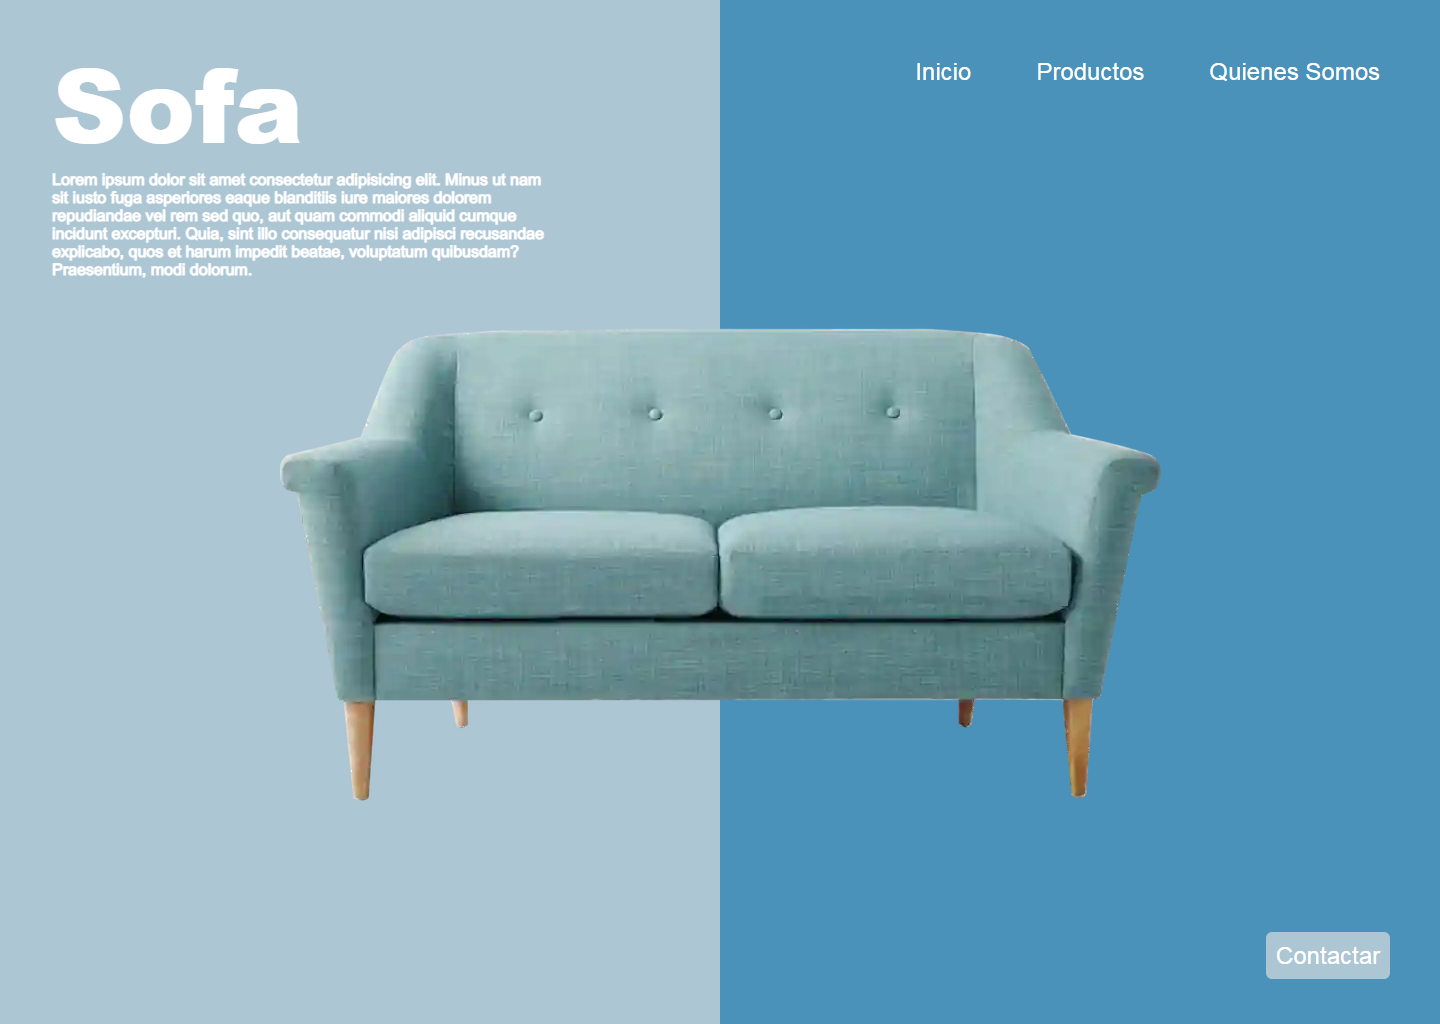 Sofa
Inicio
Productos
Quienes Somos
Lorem ipsum dolor sit amet consectetur adipisicing elit. Minus ut nam
sit iusto fuga asperiores eaque blanditiis iure maiores dolorem
repudiandae vel rem sed quo, aut quam commodi aliquid cumque
incidunt excepturi. Quia, sint illo consequatur nisi adipisci recusandae
explicabo, quos et harum impedit beatae, voluptatum quibusdam?
Praesentium, modi dolorum.
Contactar